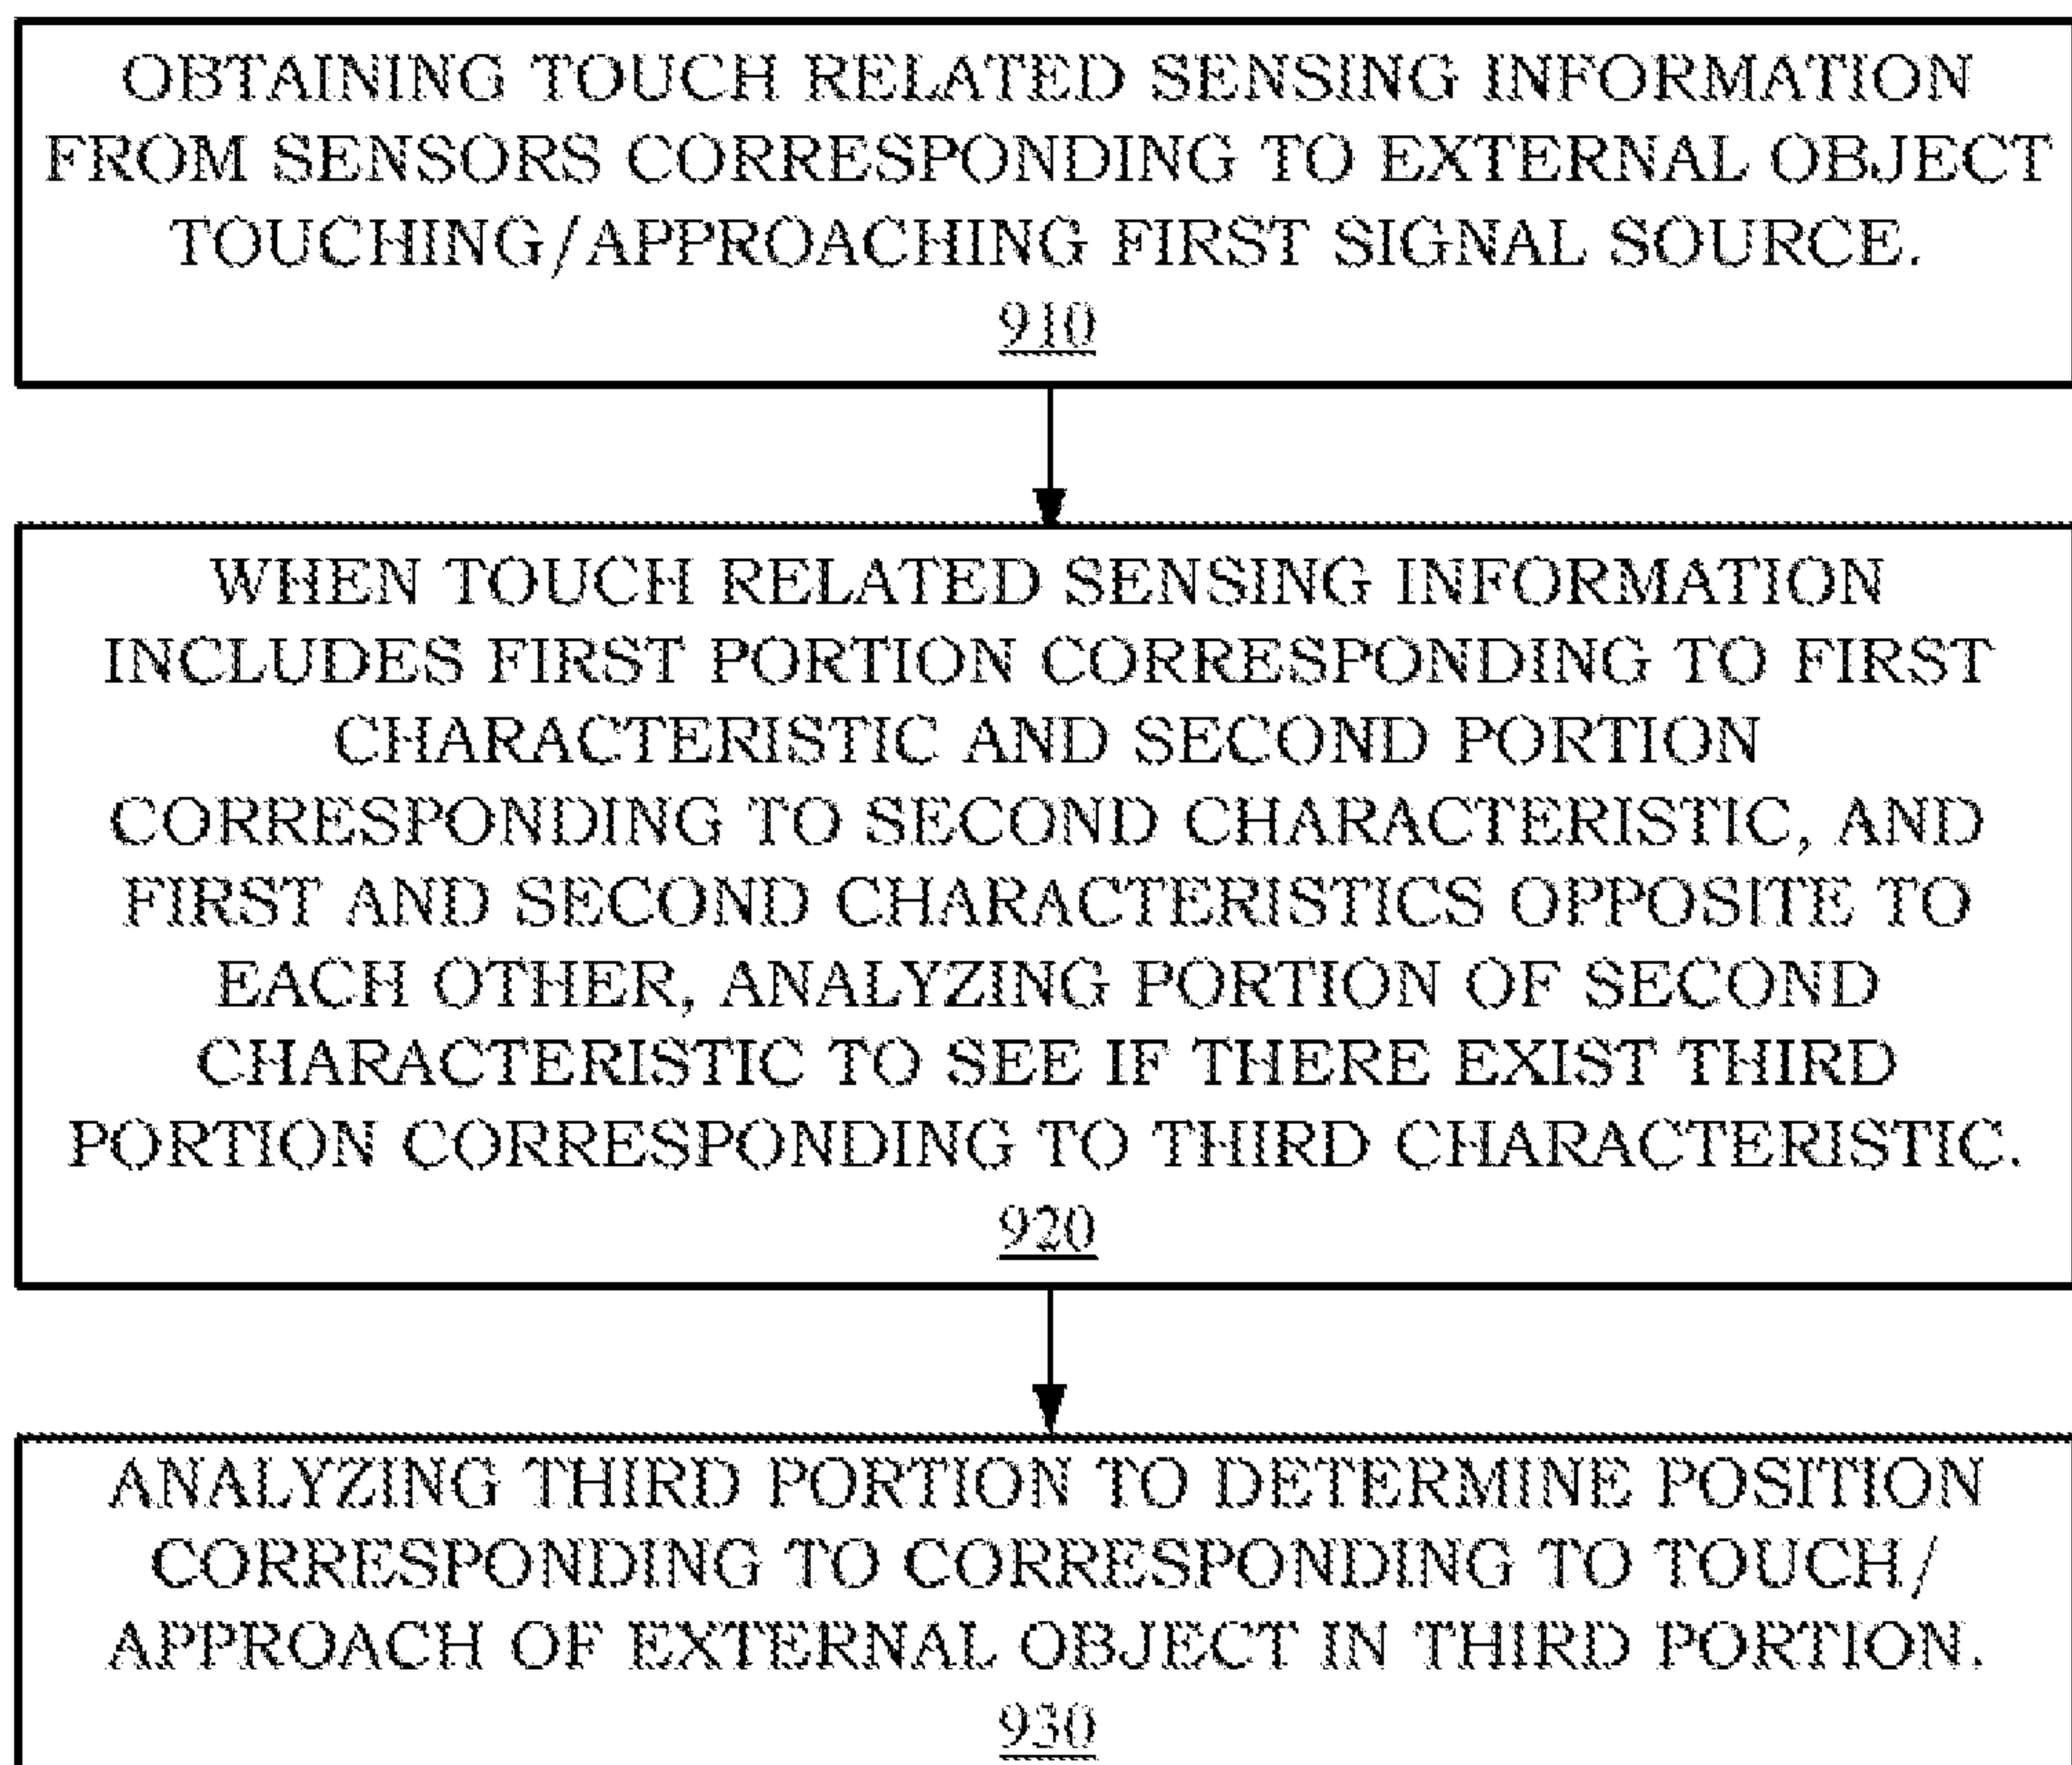 OBTAINING TOUCH RELATED SENSING INFORMATION
FROM SENSORS CORRESPONDING TO EXTERNAL OBJECT
TOUCHING/APPROACHING FIRST SIGNAL SOURCE.
910
WHEN TOUCH RELATED SENSING INFORMATION
INCLUDES FIRST PORTION CORRESPONDING TO FIRST
CHARACTERISTIC AND SECOND PORTION
CORRESPONDING TO SECOND CHARACTERISTIC, AND
FIRST AND SECOND CHARACTERISTICS OPPOSITE TO
EACH OTHER, ANALYZING PORTION OF SECOND
CHARACTERISTIC TO SEE IF THERE EXIST THIRD
PORTION CORRESPONDING TO THIRD CHARACTERISTIC.
920
ANALYZING THIRD PORTION TO DETERMINE POSITION
CORRESPONDING TO CORRESPONDING TO TOUCH/
APPROACH OF EXTERNAL OBJECT IN THIRD PORTION.
930